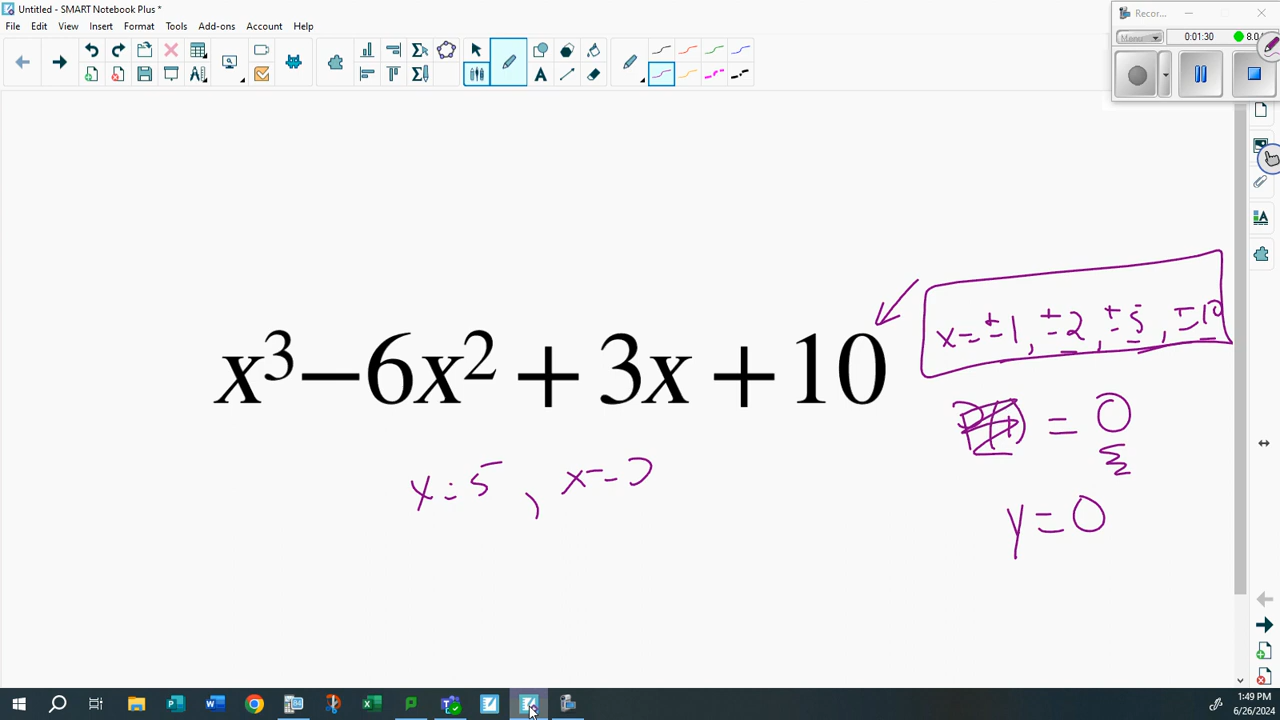 Untitled - SMART Notebook Plus *
File Edit View Insert Format Tools Add-ons Account Help
Recor...
Menu
0:01:30
x³−6x²+3x+10
x=±1, ±2, ±5, ±10
= 0
x=5, x=
y=0
1:49 PM
6/26/2024